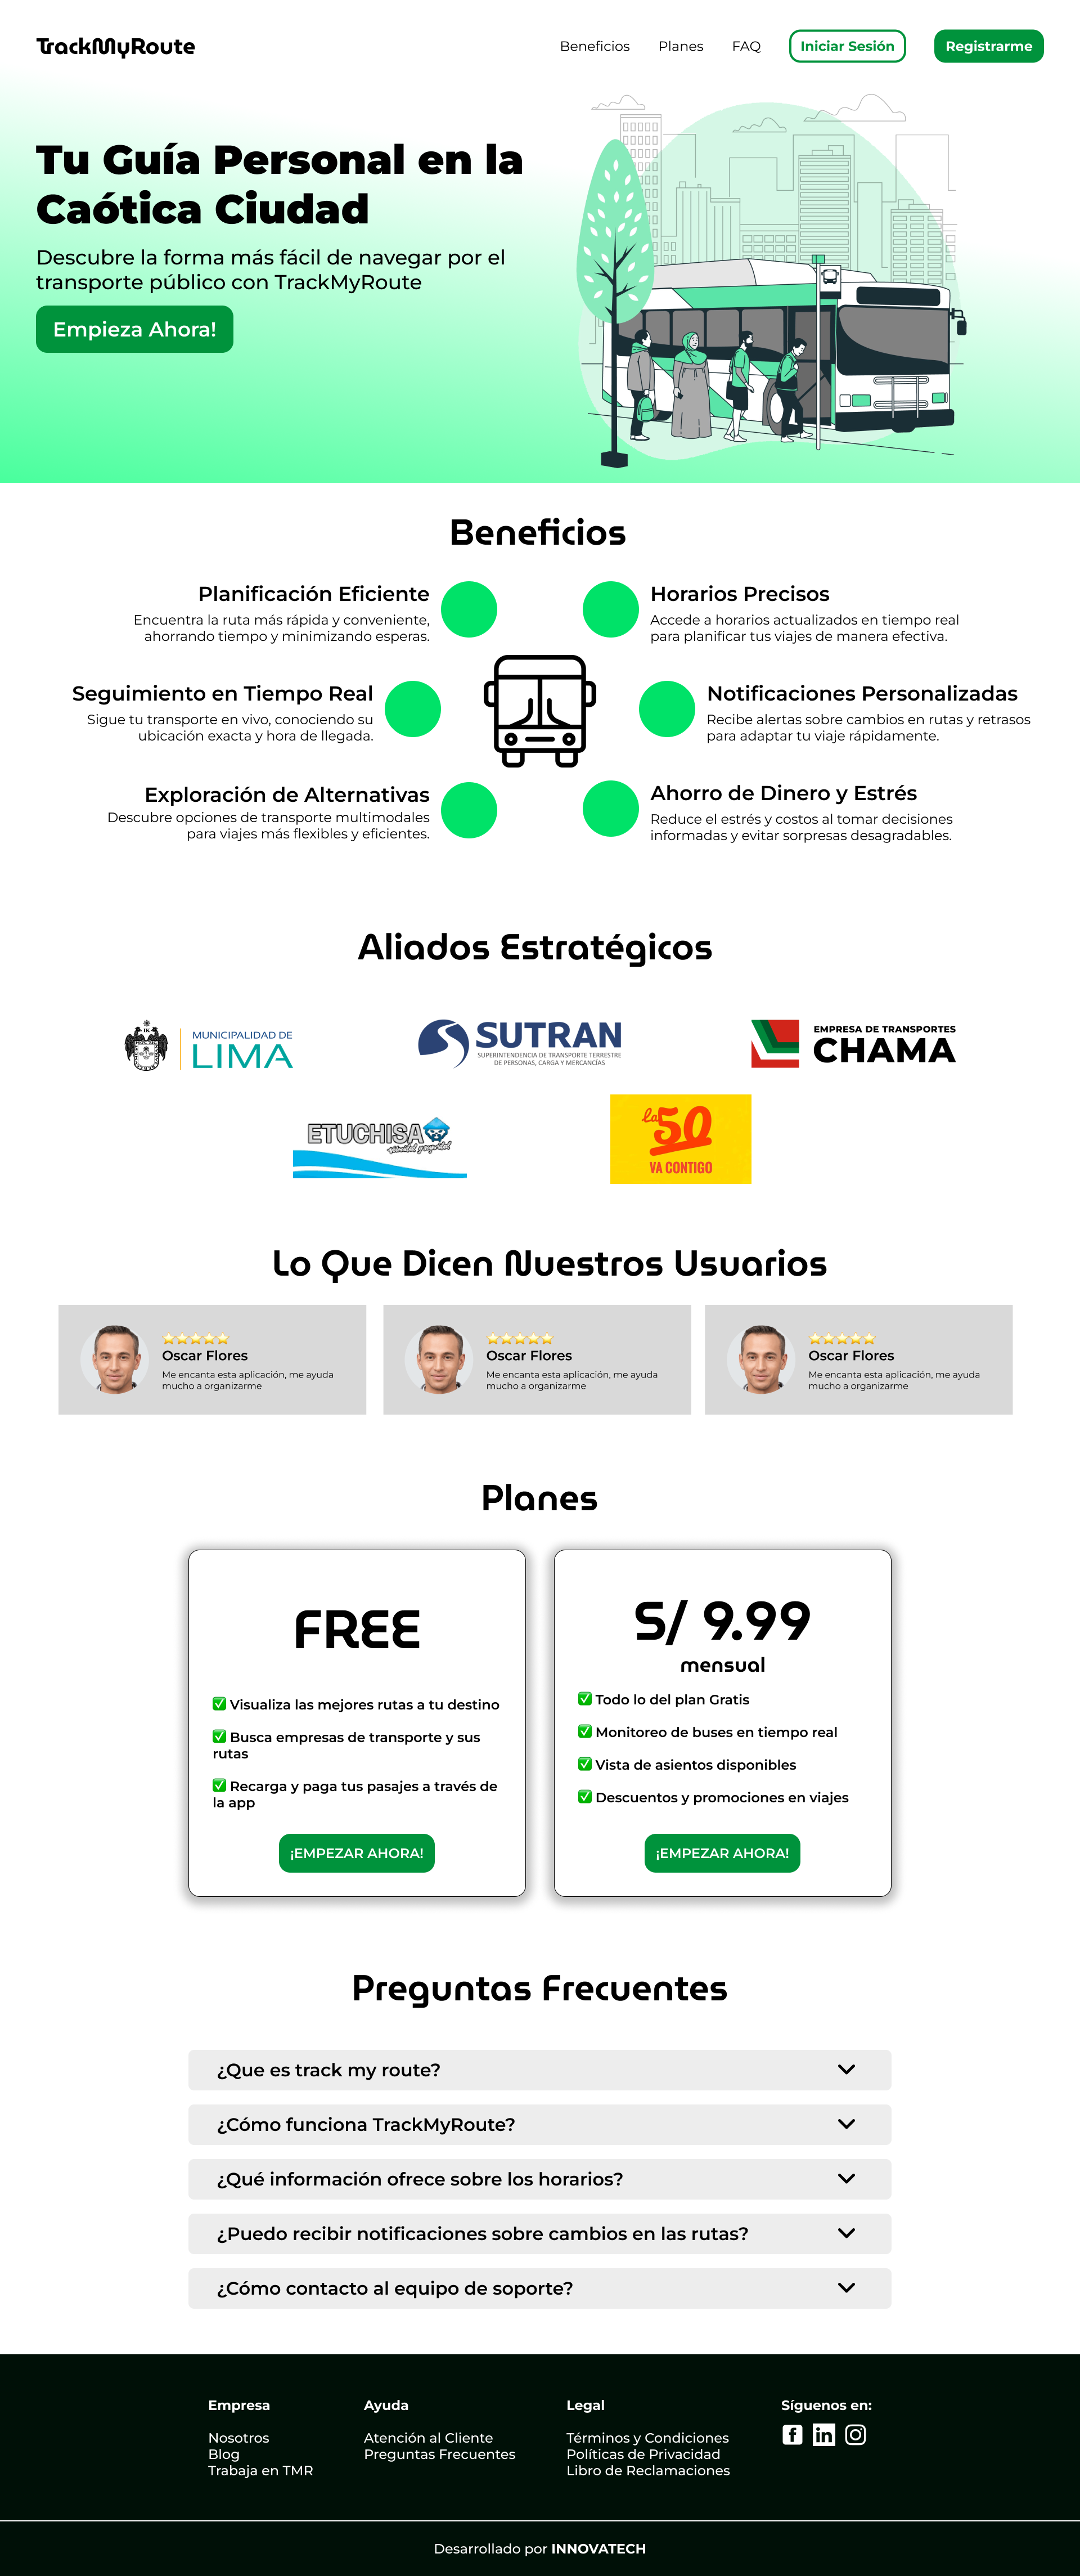 TrackMyRoute
Beneficios
Planes
FAQ
Iniciar Sesión
Registrarme
Tu Guía Personal en la
Caótica Ciudad
Descubre la forma más fácil de navegar por el
transporte público con TrackMyRoute
Empieza Ahora!
Beneficios
Planificación Eficiente
Encuentra la ruta más rápida y conveniente,
ahorrando tiempo y minimizando esperas.
Horarios Precisos
Accede a horarios actualizados en tiempo real
para planificar tus viajes de manera efectiva.
Seguimiento en Tiempo Real
Sigue tu transporte en vivo, conociendo su
ubicación exacta y hora de llegada.
Notificaciones Personalizadas
Recibe alertas sobre cambios en rutas y retrasos
para adaptar tu viaje rápidamente.
Exploración de Alternativas
Descubre opciones de transporte multimodales
para viajes más flexibles y eficientes.
Ahorro de Dinero y Estrés
Reduce el estrés y costos al tomar decisiones
informadas y evitar sorpresas desagradables.
Aliados Estratégicos
MUNICIPALIDAD DE
LIMA
SUTRAN
SUPERINTENDENCIA DE TRANSPORTE TERRESTRE
DE PERSONAS, CARGA Y MERCANCÍAS
EMPRESA DE TRANSPORTES
CHAMA
ETUCHISA
Velocidad y seguridad
la 50
VA CONTIGO
Lo Que Dicen Nuestros Usuarios
Oscar Flores
Me encanta esta aplicación, me ayuda
mucho a organizarme
Oscar Flores
Me encanta esta aplicación, me ayuda
mucho a organizarme
Oscar Flores
Me encanta esta aplicación, me ayuda
mucho a organizarme
Planes
FREE
✅ Visualiza las mejores rutas a tu destino
✅ Busca empresas de transporte y sus
rutas
✅ Recarga y paga tus pasajes a través de
la app
¡EMPEZAR AHORA!
S/ 9.99
mensual
✅ Todo lo del plan Gratis
✅ Monitoreo de buses en tiempo real
✅ Vista de asientos disponibles
✅ Descuentos y promociones en viajes
¡EMPEZAR AHORA!
Preguntas Frecuentes
¿Que es track my route?
¿Cómo funciona TrackMyRoute?
¿Qué información ofrece sobre los horarios?
¿Puedo recibir notificaciones sobre cambios en las rutas?
¿Cómo contacto al equipo de soporte?
Empresa
Nosotros
Blog
Trabaja en TMR
Ayuda
Atención al Cliente
Preguntas Frecuentes
Legal
Términos y Condiciones
Políticas de Privacidad
Libro de Reclamaciones
Síguenos en:
Desarrollado por INNOVATECH